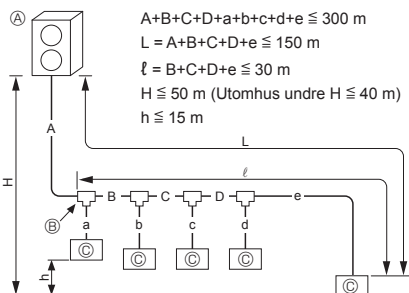 Ⓐ
A+B+C+D+a+b+c+d+e ≦ 300 m
L = A+B+C+D+e ≦ 150 m
ℓ = B+C+D+e ≦ 30 m
H ≦ 50 m (Utomhus undre H ≦ 40 m)
h ≦ 15 m
A
L
H
ℓ
B C D e
Ⓑ a b c d
Ⓒ
Ⓒ Ⓒ Ⓒ
h
Ⓒ